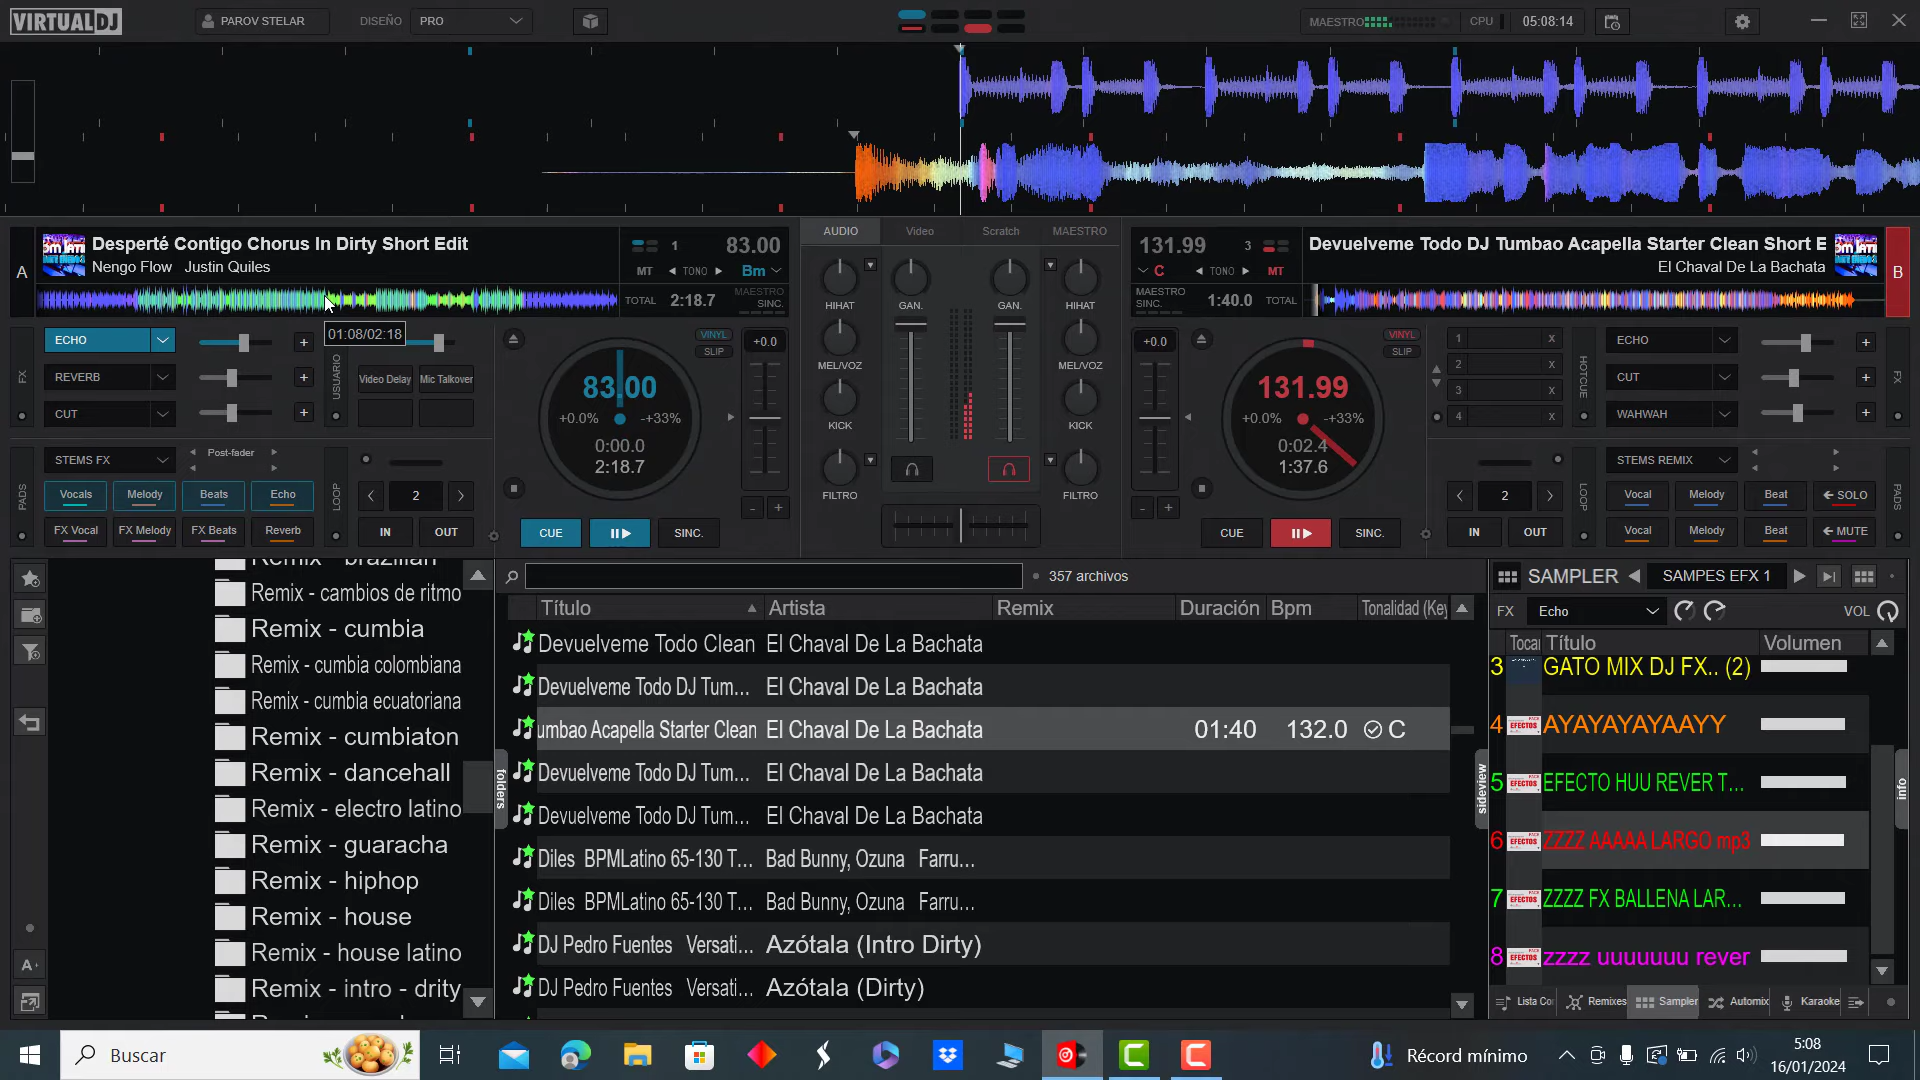 VIRTUALDJ
PAROV STELAR
DISEÑO
PRO
MAESTRO
CPU
05:08:14
A
Desperté Contigo Chorus In Dirty Short Edit
Nengo Flow Justin Quiles
1
83.00
MT
TONO
Bm
TOTAL
2:18.7
MAESTRO
SINC.
01:08/02:18
AUDIO
Video
Scratch
MAESTRO
131.99
3
C
TONO
MT
MAESTRO
SINC.
1:40.0
TOTAL
Devuelveme Todo DJ Tumbao Acapella Starter Clean Short E
El Chaval De La Bachata
B
FX
ECHO
REVERB
CUT
USUARIO
Video Delay
Mic Talkover
PADS
STEMS FX
Post-fader
Vocals
Melody
Beats
Echo
FX Vocal
FX Melody
FX Beats
Reverb
LOOP
2
IN
OUT
VINYL
SLIP
+0.0
83.00
+0.0%
-+33%
0:00.0
2:18.7
CUE
SINC.
- +
HIHAT
GAN.
GAN.
HIHAT
MEL/VOZ
MEL/VOZ
KICK
KICK
FILTRO
FILTRO
+0.0
VINYL
SLIP
131.99
+0.0%
-+33%
0:02.4
1:37.6
- +
CUE
SINC.
1 X
2 X
3 X
4 X
HOTCUE
ECHO
CUT
WAHWAH
FX
LOOP
2
IN
OUT
STEMS REMIX
Vocal
Melody
Beat
SOLO
Vocal
Melody
Beat
MUTE
PADS
Remix - brazilian
Remix - cambios de ritmo
Remix - cumbia
Remix - cumbia colombiana
Remix - cumbia ecuatoriana
Remix - cumbiaton
Remix - dancehall
Remix - electro latino
Remix - guaracha
Remix - hiphop
Remix - house
Remix - house latino
Remix - intro - drity
folders
357 archivos
Título
Artista
Remix
Duración
Bpm
Tonalidad (Key
Devuelveme Todo Clean El Chaval De La Bachata
Devuelveme Todo DJ Tum... El Chaval De La Bachata
umbao Acapella Starter Clean El Chaval De La Bachata 01:40 132.0 C
Devuelveme Todo DJ Tum... El Chaval De La Bachata
Devuelveme Todo DJ Tum... El Chaval De La Bachata
Diles BPMLatino 65-130 T... Bad Bunny, Ozuna Farru...
Diles BPMLatino 65-130 T... Bad Bunny, Ozuna Farru...
DJ Pedro Fuentes Versati... Azótala (Intro Dirty)
DJ Pedro Fuentes Versati... Azótala (Dirty)
sideview
SAMPLER
SAMPES EFX 1
FX
Echo
VOL
Tocar
Título
Volumen
3 GATO MIX DJ FX.. (2)
4 EFECTOS AYAYAYAYAAYY
5 EFECTOS EFECTO HUU REVER T...
6 EFECTOS ZZZZ AAAAA LARGO mp3
7 EFECTOS ZZZZ FX BALLENA LAR...
8 EFECTOS zzzz uuuuuuu rever
info
Lista Co
Remixes
Sampler
Automix
Karaoke
Buscar
Récord mínimo
5:08
16/01/2024